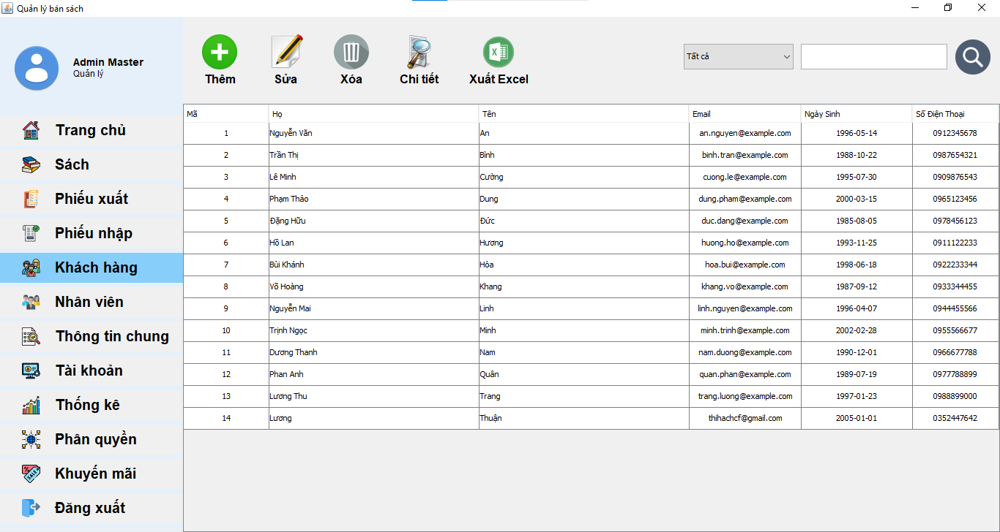 Quản lý bán sách
Admin Master
Quản lý
Thêm
Sửa
Xóa
Chi tiết
Xuất Excel
Tất cả
Trang chủ
Sách
Phiếu xuất
Phiếu nhập
Khách hàng
Nhân viên
Thông tin chung
Tài khoản
Thống kê
Phân quyền
Khuyến mãi
Đăng xuất
Mã Họ Tên Email Ngày Sinh Số Điện Thoại
1 Nguyễn Văn An an.nguyen@example.com 1996-05-14 0912345678
2 Trần Thị Bình binh.tran@example.com 1988-10-22 0987654321
3 Lê Minh Cường cuong.le@example.com 1995-07-30 0909876543
4 Phạm Thảo Dung dung.pham@example.com 2000-03-15 0965123456
5 Đặng Hữu Đức duc.dang@example.com 1985-08-05 0978456123
6 Hồ Lan Hương huong.ho@example.com 1993-11-25 0911122233
7 Bùi Khánh Hòa hoa.bui@example.com 1998-06-18 0922233344
8 Võ Hoàng Khang khang.vo@example.com 1987-09-12 0933344455
9 Nguyễn Mai Linh linh.nguyen@example.com 1996-04-07 0944455566
10 Trịnh Ngọc Minh minh.trinh@example.com 2002-02-28 0955566677
11 Dương Thanh Nam nam.duong@example.com 1990-12-01 0966677788
12 Phan Anh Quân quan.phan@example.com 1989-07-19 0977788899
13 Lương Thu Trang trang.luong@example.com 1997-01-23 0988899000
14 Lương Thuận thihachcf@gmail.com 2005-01-01 0352447642